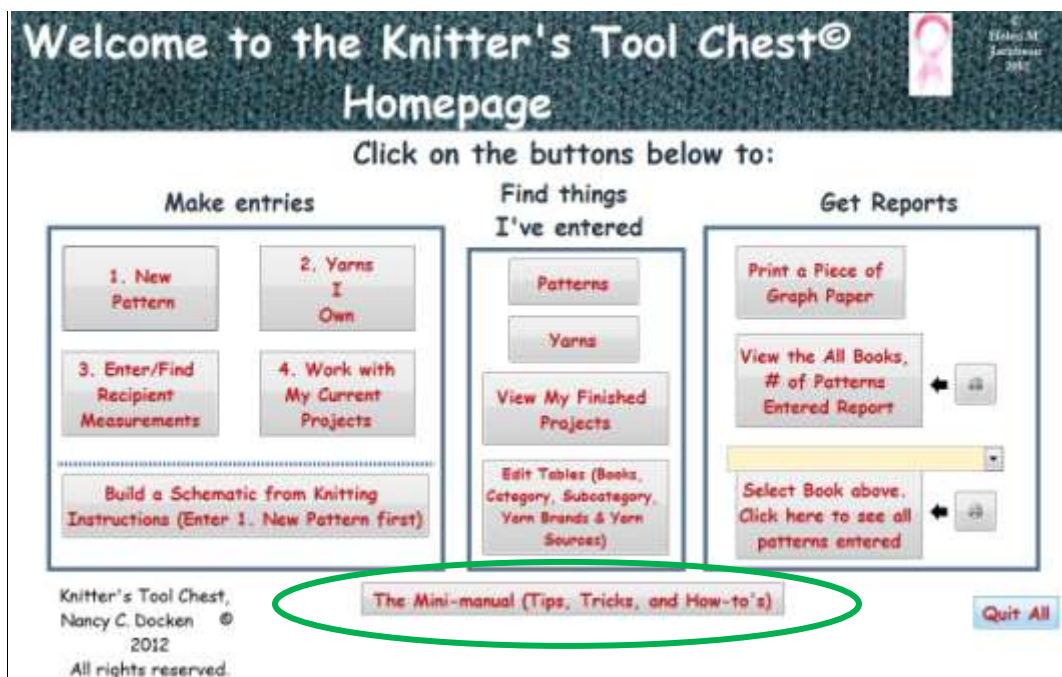 Welcome to the Knitter's Tool Chest©
Homepage
©
2012
Click on the buttons below to:
Make entries
1. New
Pattern
2. Yarns
I
Own
3. Enter/Find
Recipient
Measurements
4. Work with
My Current
Projects
Build a Schematic from Knitting
Instructions (Enter 1. New Pattern first)
Find things
I've entered
Patterns
Yarns
View My Finished
Projects
Edit Tables (Books,
Category, Subcategory,
Yarn Brands & Yarn
Sources)
Get Reports
Print a Piece of
Graph Paper
View the All Books,
# of Patterns
Entered Report
Select Book above.
Click here to see all
patterns entered
Knitter's Tool Chest,
Nancy C. Docken ©
2012
All rights reserved.
The Mini-manual (Tips, Tricks, and How-to's)
Quit All